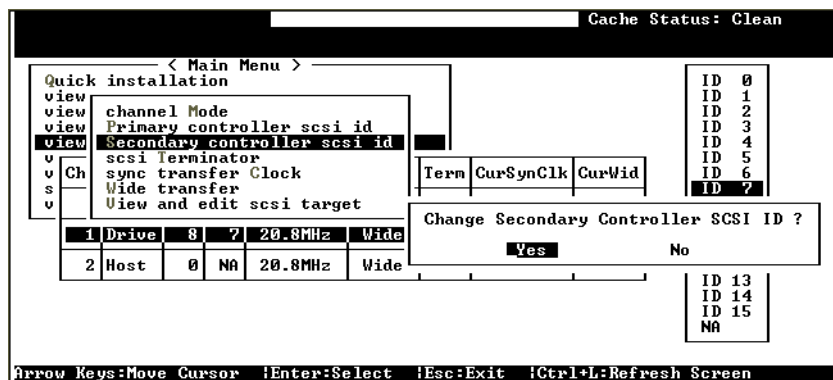 Cache Status: Clean
< Main Menu >
Quick installation
view
view
view
view
v
v
s
v
channel Mode
Primary controller scsi id
Secondary controller scsi id
scsi Terminator
sync transfer Clock
Wide transfer
View and edit scsi target
Ch Term CurSynClk CurWid
1 Drive 8 7 20.8MHz Wide
2 Host 0 NA 20.8MHz Wide
Change Secondary Controller SCSI ID ?
Yes No
ID 0
ID 1
ID 2
ID 3
ID 4
ID 5
ID 6
ID 7
ID 13
ID 14
ID 15
NA
Arrow Keys:Move Cursor |Enter:Select |Esc:Exit |Ctrl+L:Refresh Screen